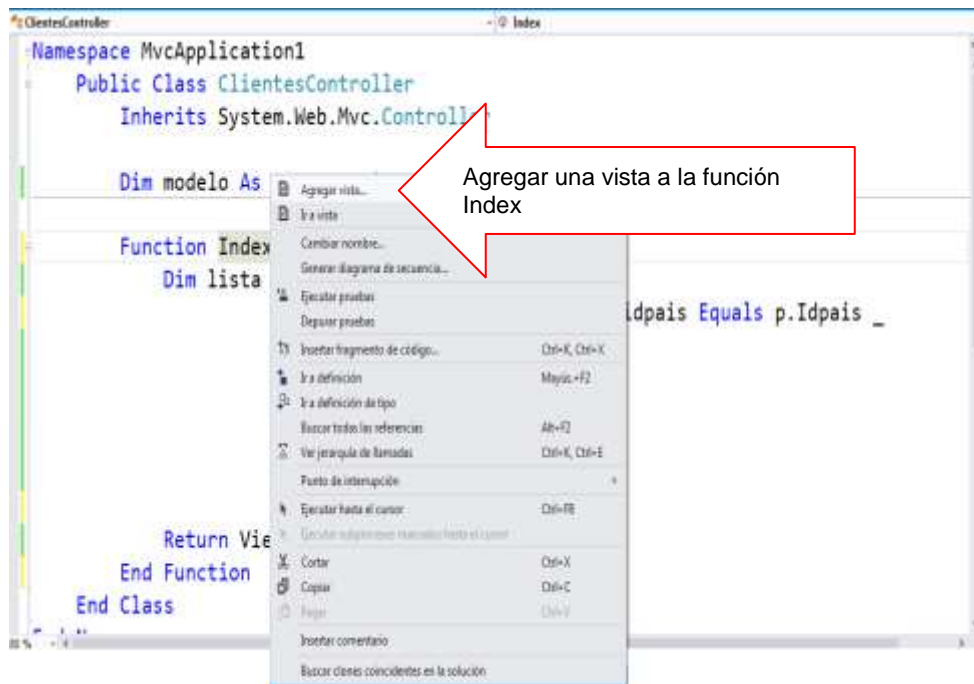 ClientesController
Index
Namespace MvcApplication1
Public Class ClientesController
Inherits System.Web.Mvc.Controller
Dim modelo As
Agregar una vista a la función
Index
Agregar vista...
Ir a vista
Function Index
Cambiar nombre...
Generar diagrama de secuencia...
Dim lista
Ejecutar pruebas
idpais Equals p.Idpais _
Depurar pruebas
Insertar fragmento de código... Ctrl+K, Ctrl+X
Ir a definición Mayús.+F2
Ir a definición de tipo
Buscar todas las referencias Alt+F2
Ver jerarquía de llamadas Ctrl+K, Ctrl+E
Punto de interrupción
Ejecutar hasta el cursor Ctrl+F8
Return Vie
Cortar Ctrl+X
End Function
Copiar Ctrl+C
End Class
Pegar Ctrl+V
Insertar comentario
Buscar clones coincidentes en la solución